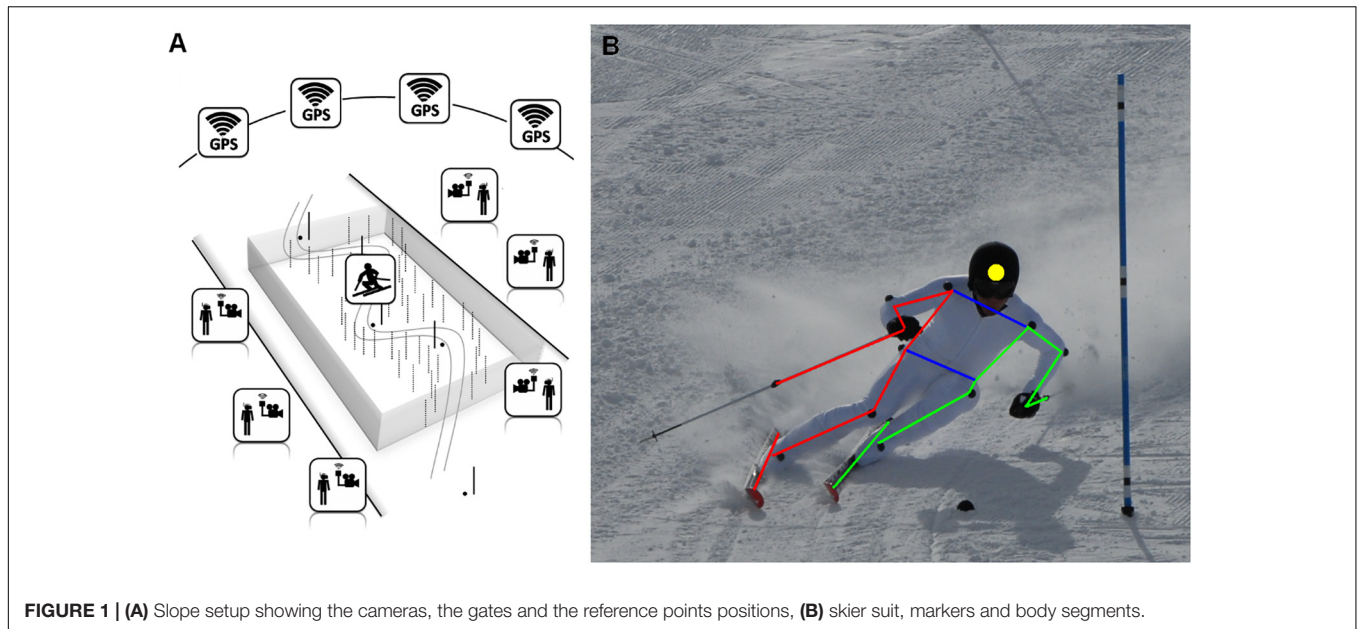 A
B
GPS
GPS
GPS
GPS
FIGURE 1 | (A) Slope setup showing the cameras, the gates and the reference points positions, (B) skier suit, markers and body segments.